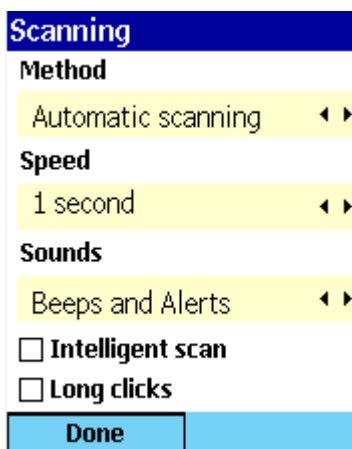 Scanning
Method
Automatic scanning
Speed
1 second
Sounds
Beeps and Alerts
Intelligent scan
Long clicks
Done